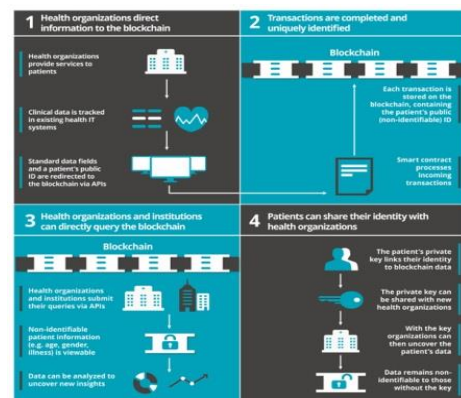 1 Health organizations direct
information to the blockchain
Health organizations
provide services to
patients
Clinical data is tracked
in existing health IT
systems
Standard data fields
and a patient's public
ID are redirected to
the blockchain via APIs
2 Transactions are completed and
uniquely identified
Blockchain
Each transaction is
stored on the
blockchain, containing
the patient's public
(non-identifiable) ID
Smart contract
processes
incoming
transactions
3 Health organizations and institutions
can directly query the blockchain
Blockchain
Health organizations
and institutions submit
their queries via APIs
Non-identifiable
patient information
(e.g. age, gender,
illness) is viewable
Data can be analyzed to
uncover new insights
4 Patients can share their identity with
health organizations
The patient's private
key links their identity
to blockchain data
The private key can
be shared with new
health organizations
With the key
organizations can
then uncover the
patient's data
Data remains non-
identifiable to those
without the key